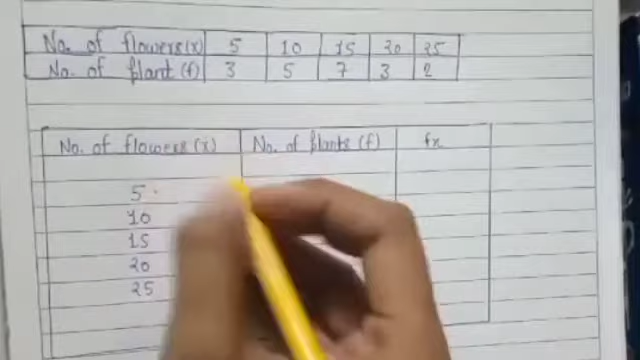 No. of flowers(x) 5 10 15 20 25
No. of plant (f) 3 5 7 3 2
No. of flowers (x) No. of plants (f) fx
5
10
15
20
25